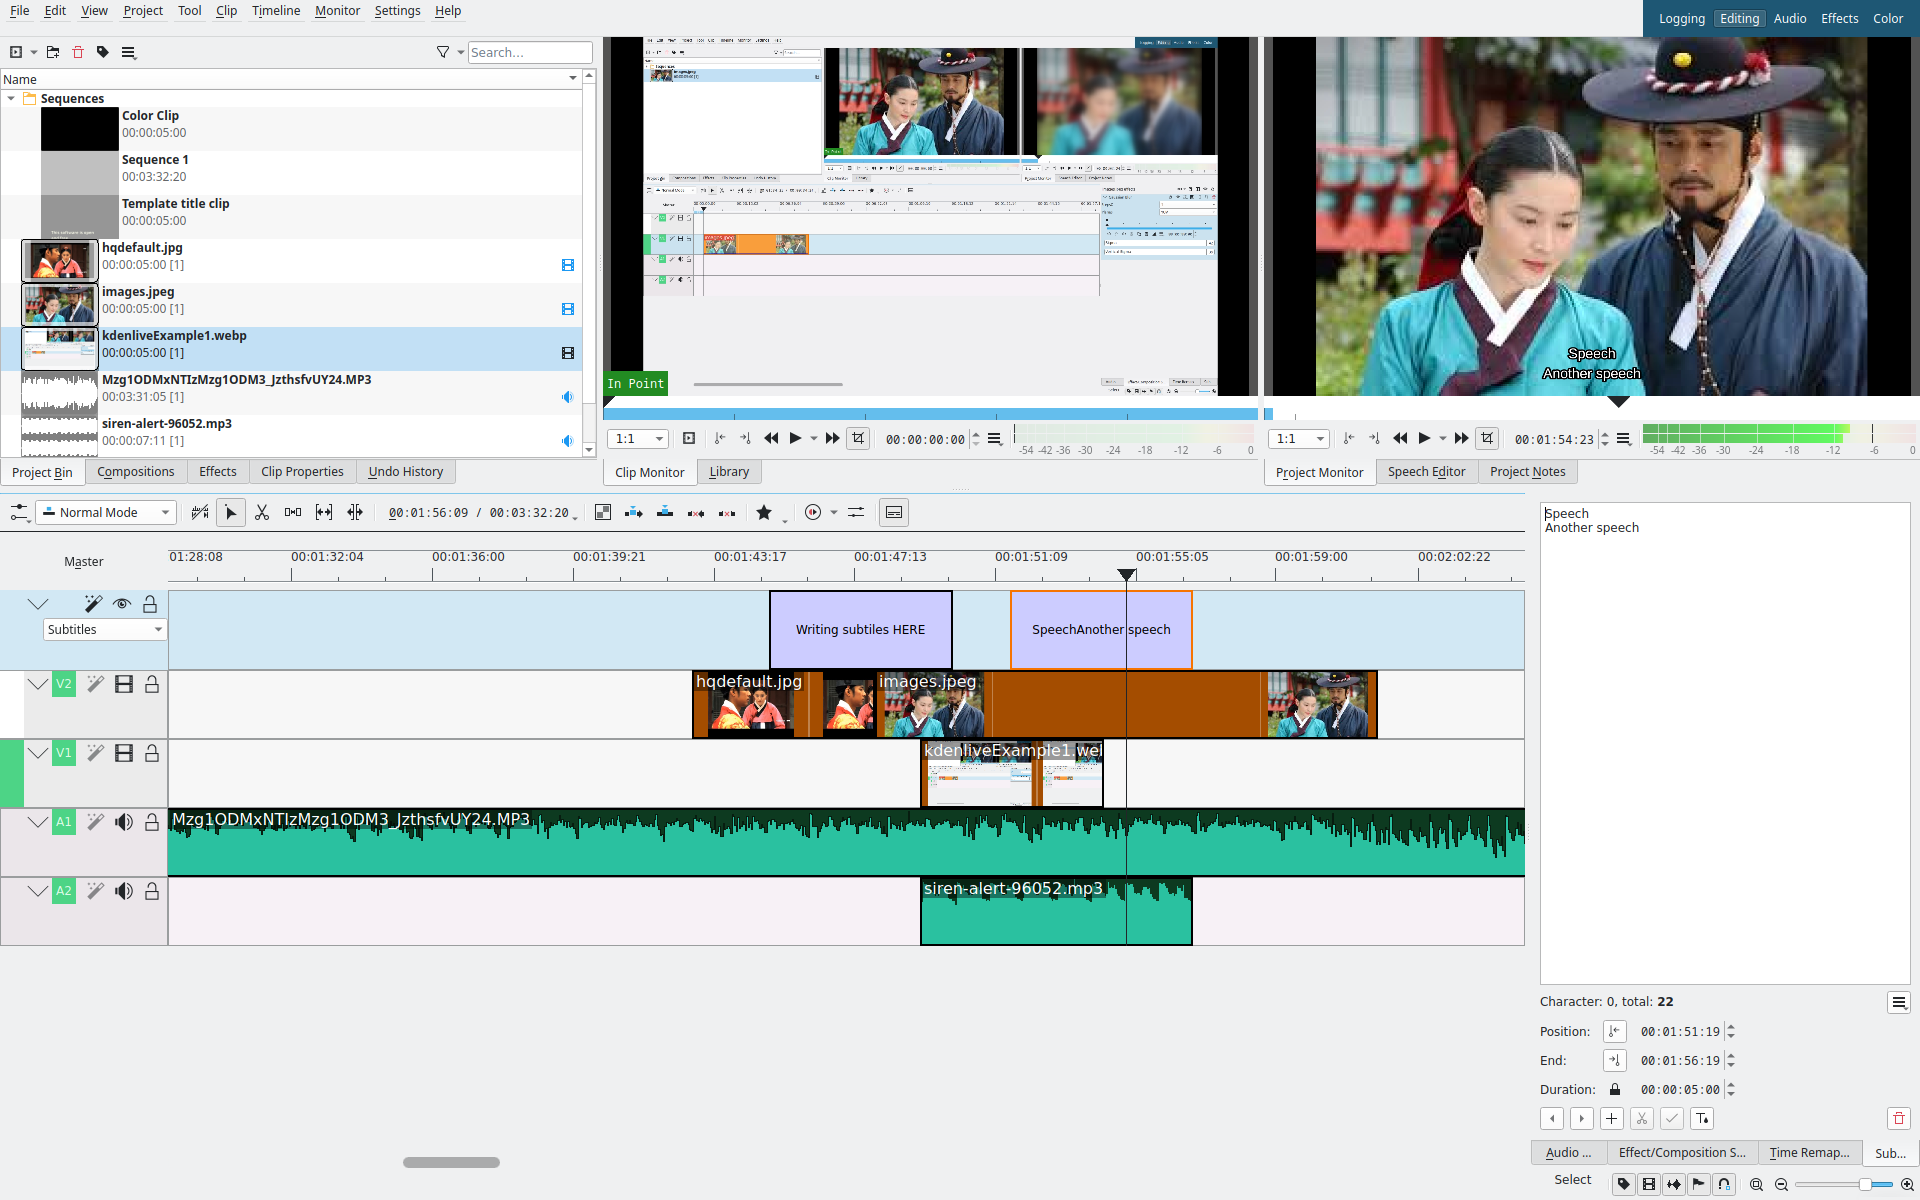 File Edit View Project Tool Clip Timeline Monitor Settings Help
Logging Editing Audio Effects Color
Search...
Name
Sequences
Color Clip
00:00:05:00
Sequence 1
00:03:32:20
Template title clip
00:00:05:00
hqdefault.jpg
00:00:05:00 [1]
images.jpeg
00:00:05:00 [1]
kdenliveExample1.webp
00:00:05:00 [1]
Mzg1ODMxNTIzMzg1ODM3_JzthsfvUY24.MP3
00:03:31:05 [1]
siren-alert-96052.mp3
00:00:07:11 [1]
Project Bin Compositions Effects Clip Properties Undo History
In Point
1:1 00:00:00:00 -54 -42 -36 -30 -24 -18 -12 -6 0
Clip Monitor Library
Speech
Another speech
1:1 00:01:54:23 -54 -42 -36 -30 -24 -18 -12 -6 0
Project Monitor Speech Editor Project Notes
Normal Mode 00:01:56:09 / 00:03:32:20
Master
01:28:08 00:01:32:04 00:01:36:00 00:01:39:21 00:01:43:17 00:01:47:13 00:01:51:09 00:01:55:05 00:01:59:00 00:02:02:22
Subtitles
Writing subtiles HERE
SpeechAnother speech
V2
hqdefault.jpg
images.jpeg
V1
kdenliveExample1.we
A1
Mzg1ODMxNTIzMzg1ODM3_JzthsfvUY24.MP3
A2
siren-alert-96052.mp3
Speech
Another speech
Character: 0, total: 22
Position: 00:01:51:19
End: 00:01:56:19
Duration: 00:00:05:00
Audio ... Effect/Composition S... Time Remap... Sub...
Select